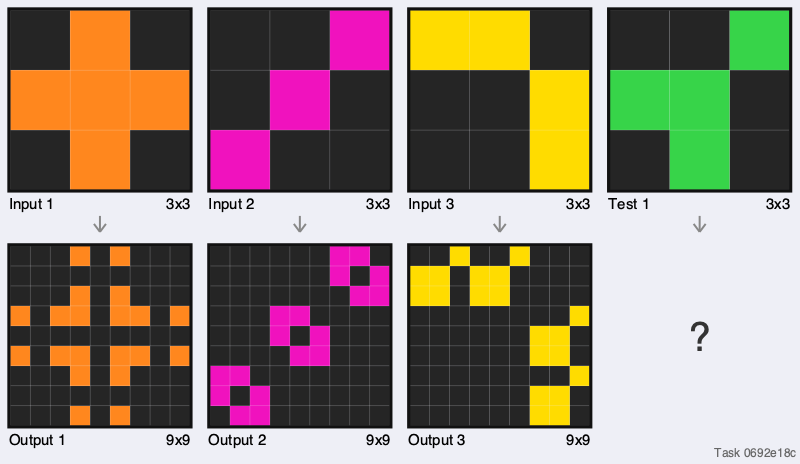 Input 1 3x3 Input 2 3x3 Input 3 3x3 Test 1 3x3
?
Output 1 9x9 Output 2 9x9 Output 3 9x9
Task 0692e18c